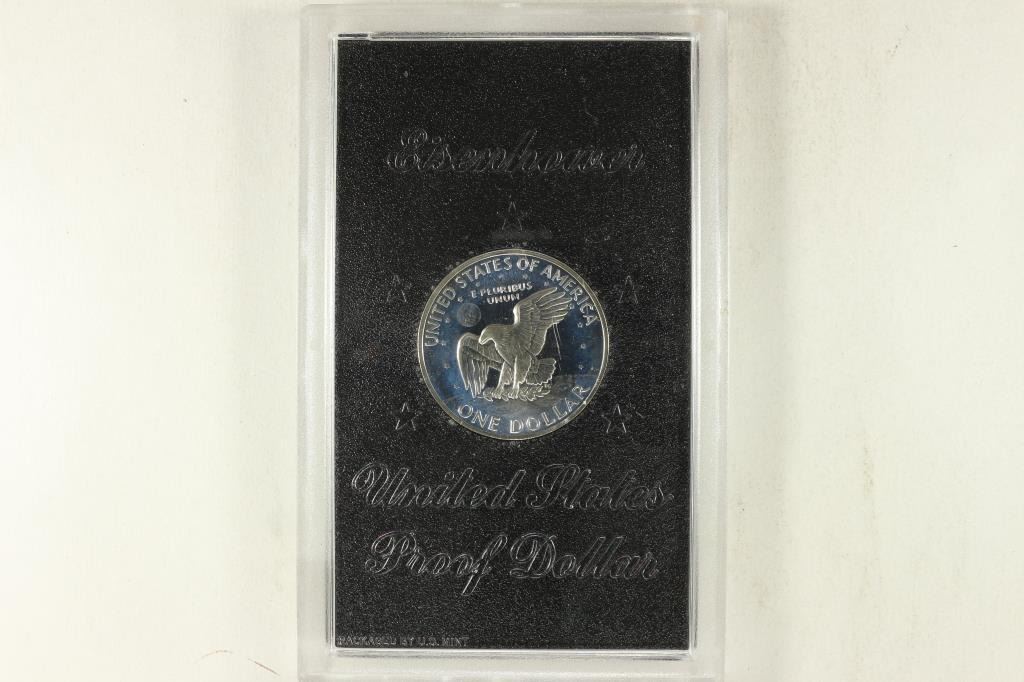 Eisenhower
UNITED STATES OF AMERICA
E PLURIBUS
UNUM
ONE DOLLAR
United States
Proof Dollar
PACKAGED BY U.S. MINT